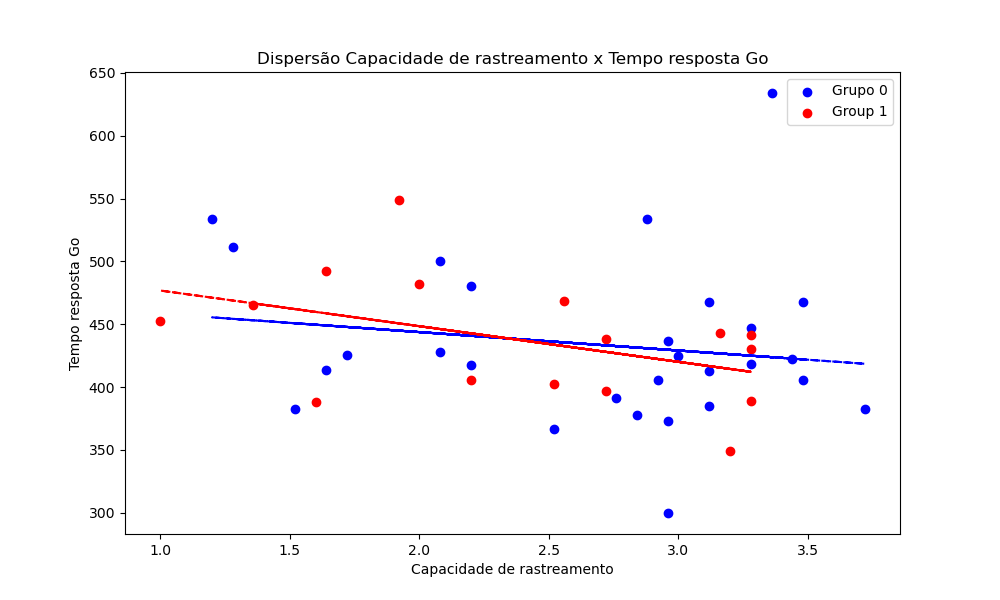 Dispersão Capacidade de rastreamento x Tempo resposta Go
Grupo 0
Group 1
Tempo resposta Go
650
600
550
500
450
400
350
300
1.0 1.5 2.0 2.5 3.0 3.5
Capacidade de rastreamento